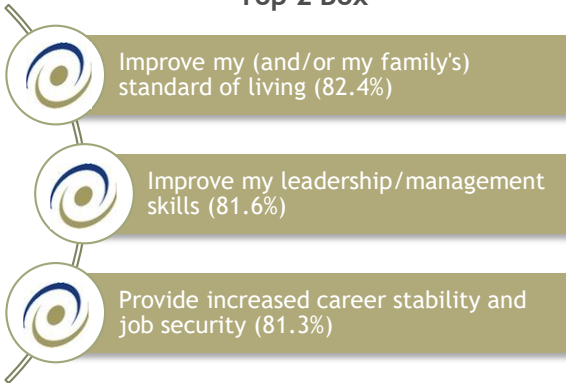 Top 2 Box
Improve my (and/or my family's)
standard of living (82.4%)
Improve my leadership/management
skills (81.6%)
Provide increased career stability and
job security (81.3%)